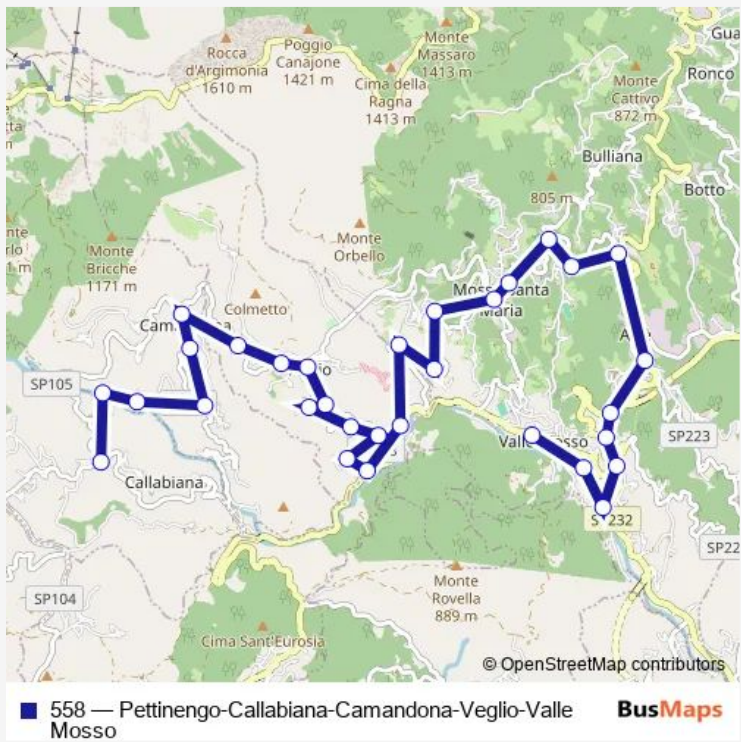 Rocca
d'Argimonia
1610 m
Poggio
Canajone
1421 m
Monte
Massaro
1413 m
Cima della
Ragna
1413 m
Gua
Ronco
Monte
Cattivo
872 m
Bulliana
Botto
805 m
Monte
Bricche
1171 m
Monte
Orbello
Colmetto
Santa
Maria
SP105
SP223
Callabiana
SP104
Monte
Rovella
889 m
Cima Sant'Eurosia
© OpenStreetMap contributors
558 — Pettinengo-Callabiana-Camandona-Veglio-Valle
Mosso
BusMaps